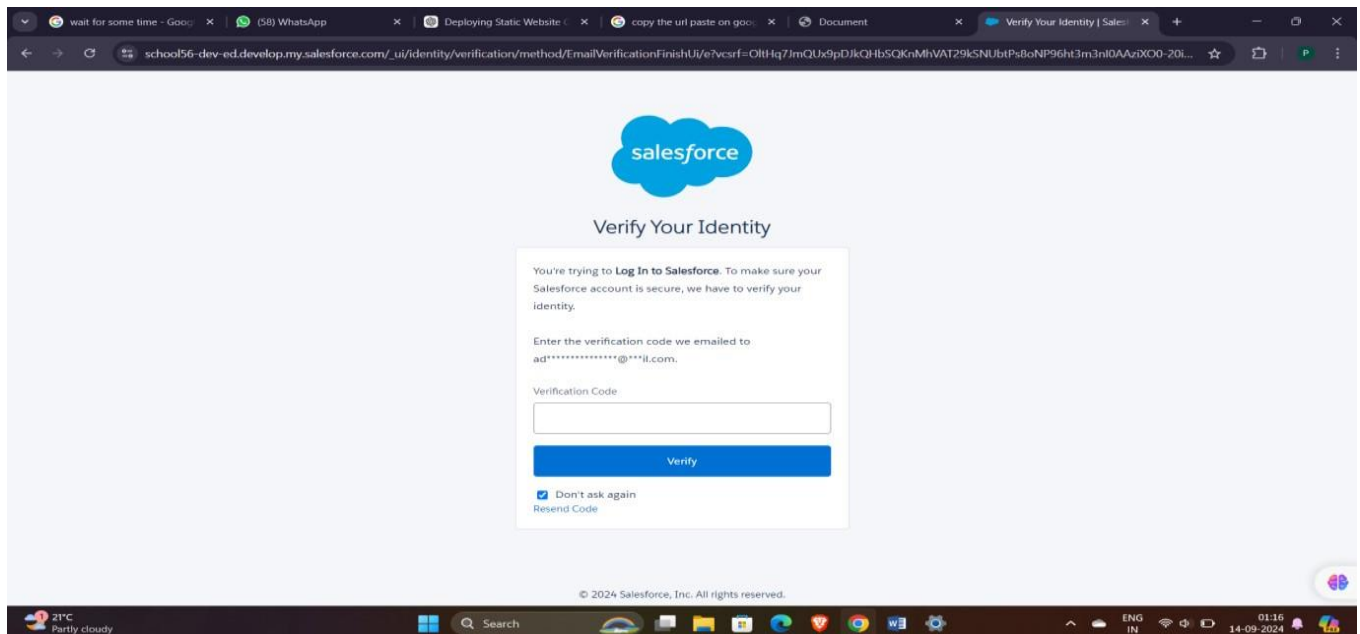 wait for some time - Goog
(58) WhatsApp
Deploying Static Website
copy the url paste on goog
Document
Verify Your Identity | Sales
school56-dev-ed.develop.my.salesforce.com/_ui/identity/verification/method/EmailVerificationFinishUi/e?vcsrf=
salesforce
Verify Your Identity
You're trying to Log In to Salesforce. To make sure your
Salesforce account is secure, we have to verify your
identity.
Enter the verification code we emailed to
ad***************@***il.com.
Verification Code
Verify
Don't ask again
Resend Code
© 2024 Salesforce, Inc. All rights reserved.
1
21°C
Partly cloudy
Search
ENG
IN
01:16
14-09-2024